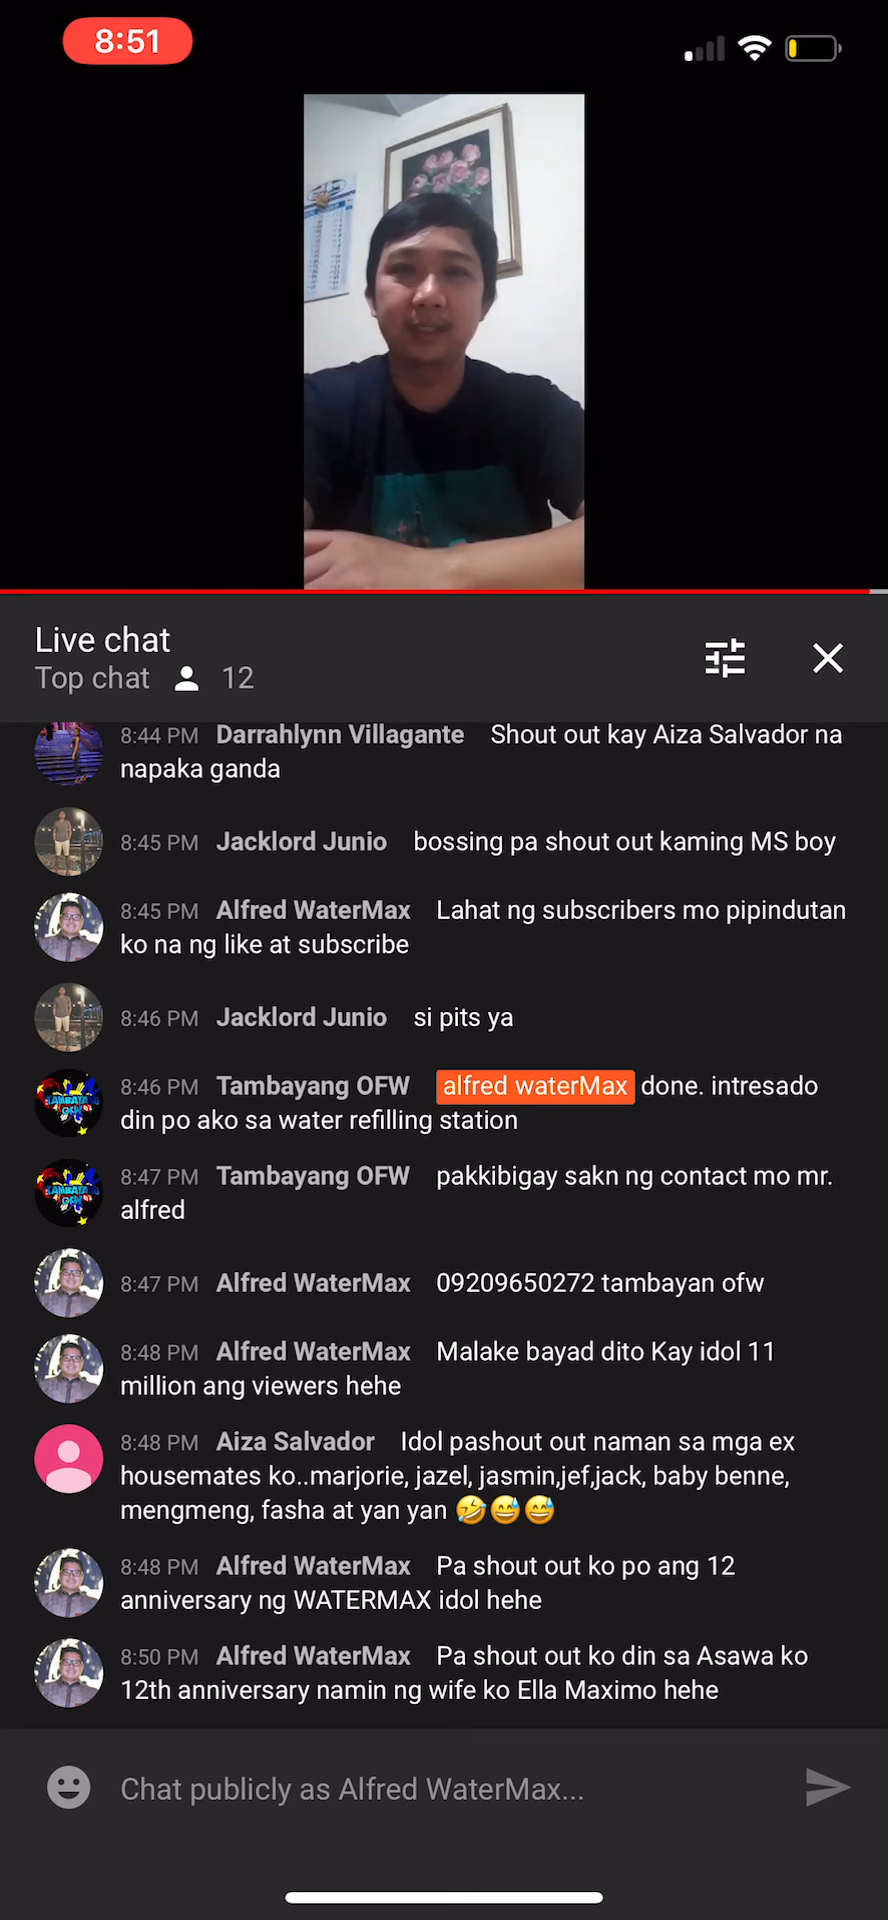 8:51
Live chat
Top chat 12
8:44 PM Darrahlynn Villagante Shout out kay Aiza Salvador na
napaka ganda
8:45 PM Jacklord Junio bossing pa shout out kaming MS boy
8:45 PM Alfred WaterMax Lahat ng subscribers mo pipindutan
ko na ng like at subscribe
8:46 PM Jacklord Junio si pits ya
8:46 PM Tambayang OFW alfred waterMax done. intresado
din po ako sa water refilling station
8:47 PM Tambayang OFW pakkibigay sakn ng contact mo mr.
alfred
8:47 PM Alfred WaterMax 09209650272 tambayan ofw
8:48 PM Alfred WaterMax Malake bayad dito Kay idol 11
million ang viewers hehe
8:48 PM Aiza Salvador Idol pashout out naman sa mga ex
housemates ko..marjorie, jazel, jasmin,jef,jack, baby benne,
mengmeng, fasha at yan yan 🤣😅😅
8:48 PM Alfred WaterMax Pa shout out ko po ang 12
anniversary ng WATERMAX idol hehe
8:50 PM Alfred WaterMax Pa shout out ko din sa Asawa ko
12th anniversary namin ng wife ko Ella Maximo hehe
Chat publicly as Alfred WaterMax...